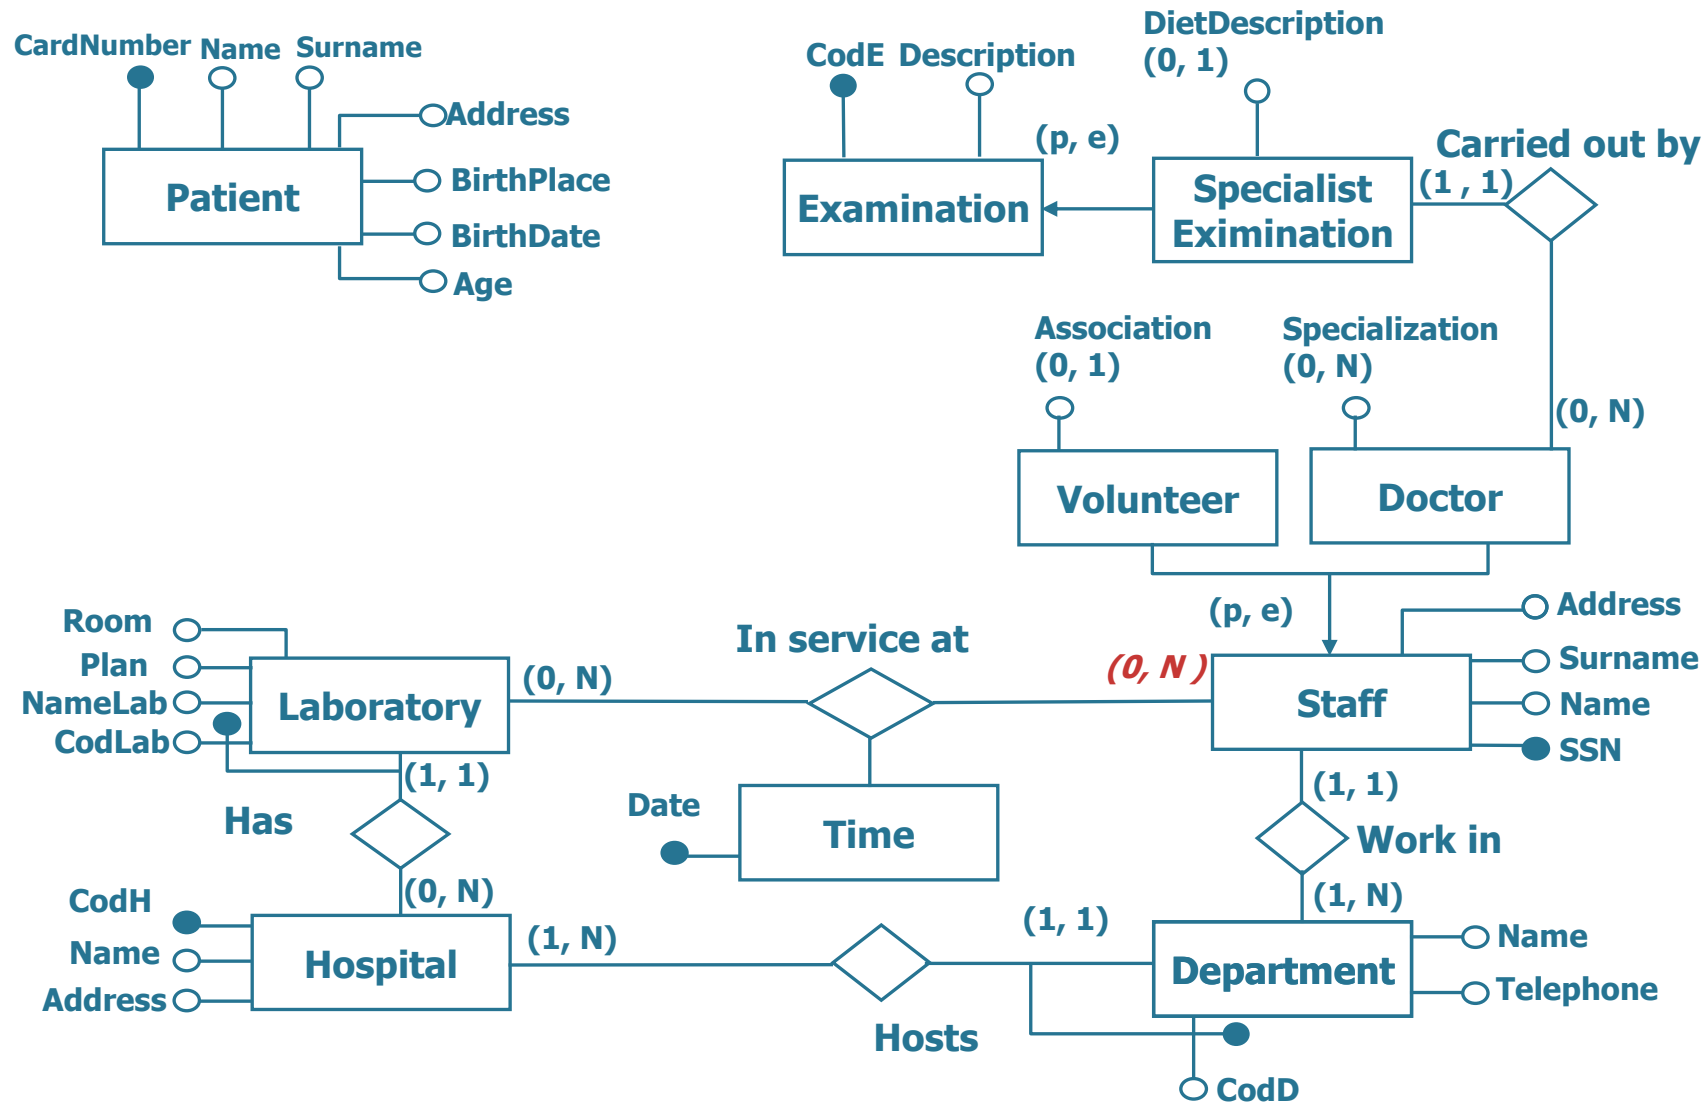 CardNumber
Name
Surname
Address
Patient
BirthPlace
BirthDate
Age
CodE
Description
DietDescription
(0, 1)
(p, e)
Examination
Specialist
Eximination
Carried out by
(1 , 1)
(0, N)
Association
(0, 1)
Specialization
(0, N)
Volunteer
Doctor
(p, e)
Room
Plan
NameLab
CodLab
Laboratory
(0, N)
In service at
(0, N )
Staff
Address
Surname
Name
SSN
(1, 1)
Has
(0, N)
Date
Time
(1, 1)
Work in
(1, N)
CodH
Name
Address
Hospital
(1, N)
Hosts
(1, 1)
Department
Name
Telephone
CodD